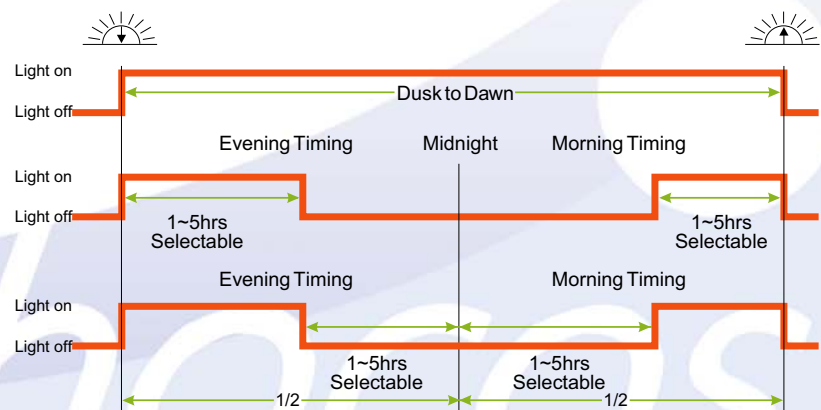 Light on
Dusk to Dawn
Light off
Evening Timing Midnight Morning Timing
Light on
Light off
1~5hrs
Selectable
1~5hrs
Selectable
Evening Timing Morning Timing
Light on
Light off
1~5hrs
Selectable
1~5hrs
Selectable
1/2 1/2
hocos